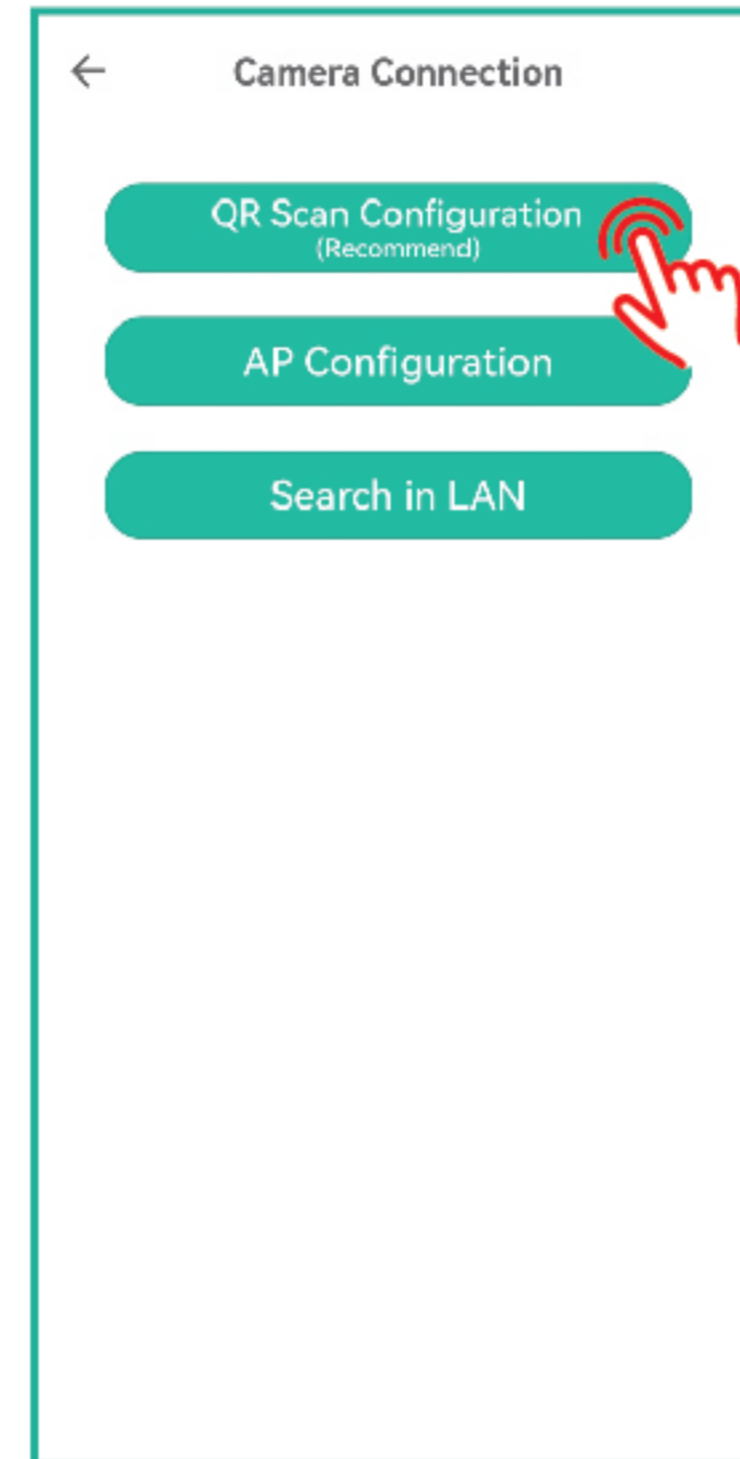 Camera Connection
QR Scan Configuration
(Recommend)
AP Configuration
Search in LAN